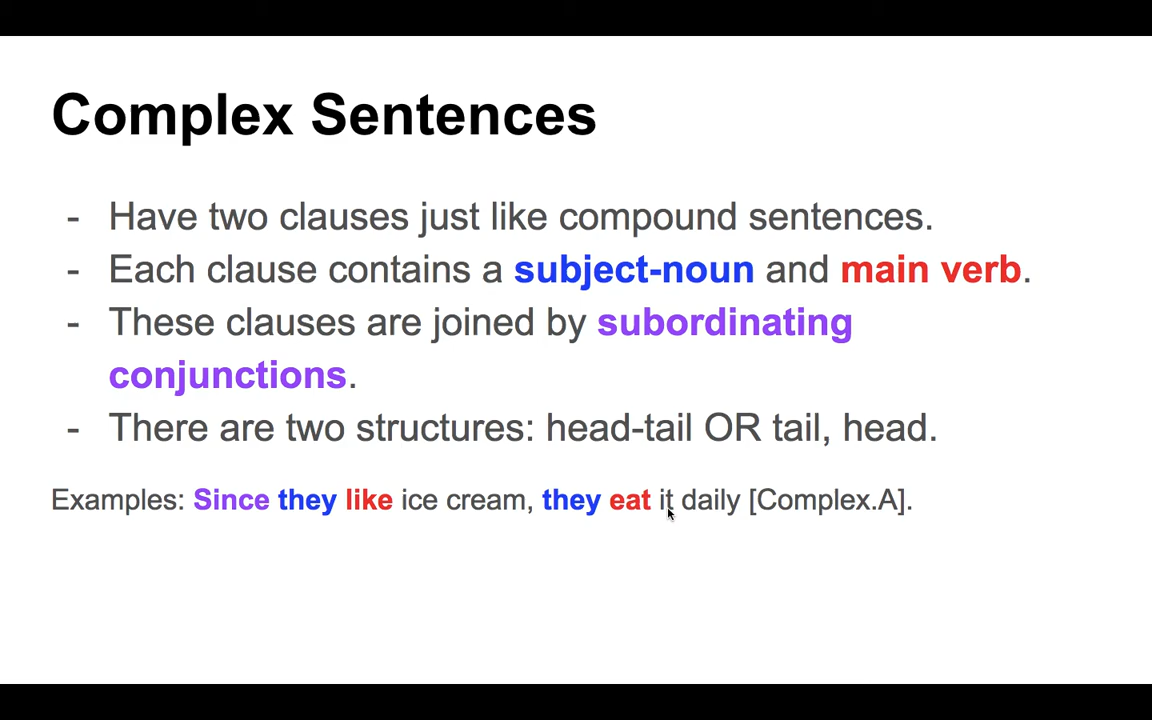 Complex Sentences
- Have two clauses just like compound sentences.
- Each clause contains a subject-noun and main verb.
- These clauses are joined by subordinating
conjunctions.
- There are two structures: head-tail OR tail, head.
Examples: Since they like ice cream, they eat it daily [Complex.A].